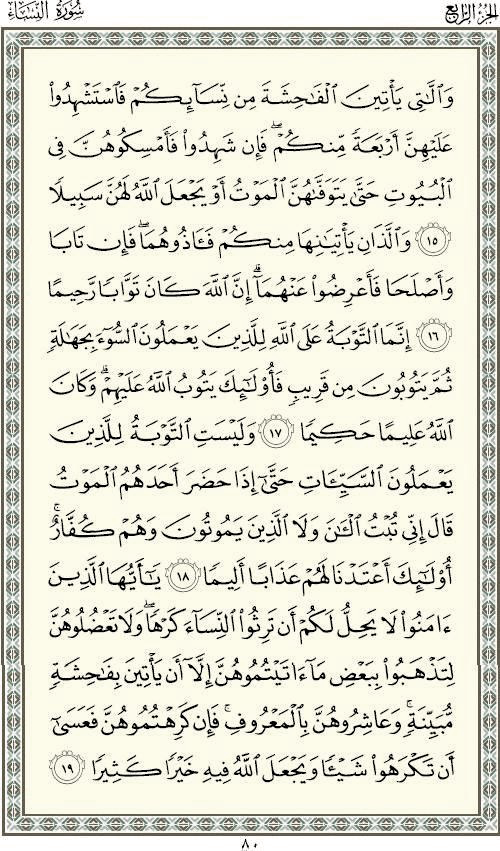 الجزء الرابع
سورة النساء
وَٱلَّٰتِى يَأۡتِينَ ٱلۡفَٰحِشَةَ مِن نِّسَآئِكُمۡ فَٱسۡتَشۡهِدُواْ
عَلَيۡهِنَّ أَرۡبَعَةٗ مِّنكُمۡۖ فَإِن شَهِدُواْ فَأَمۡسِكُوهُنَّ فِى
ٱلۡبُيُوتِ حَتَّىٰ يَتَوَفَّىٰهُنَّ ٱلۡمَوۡتُ أَوۡ يَجۡعَلَ ٱللَّهُ لَهُنَّ سَبِيلٗا
١٥ وَٱلَّذَانِ يَأۡتِيَٰنِهَا مِنكُمۡ فَـَٔاذُوهُمَاۖ فَإِن تَابَا
وَأَصۡلَحَا فَأَعۡرِضُواْ عَنۡهُمَآۗ إِنَّ ٱللَّهَ كَانَ تَوَّابٗا رَّحِيمًا
١٦ إِنَّمَا ٱلتَّوۡبَةُ عَلَى ٱللَّهِ لِلَّذِينَ يَعۡمَلُونَ ٱلسُّوٓءَ بِجَهَٰلَةٖ
ثُمَّ يَتُوبُونَ مِن قَرِيبٖ فَأُوْلَٰٓئِكَ يَتُوبُ ٱللَّهُ عَلَيۡهِمۡۗ وَكَانَ
ٱللَّهُ عَلِيمًا حَكِيمٗا ١٧ وَلَيۡسَتِ ٱلتَّوۡبَةُ لِلَّذِينَ
يَعۡمَلُونَ ٱلسَّيِّـَٔاتِ حَتَّىٰٓ إِذَا حَضَرَ أَحَدَهُمُ ٱلۡمَوۡتُ
قَالَ إِنِّى تُبۡتُ ٱلۡـَٰٔنَ وَلَا ٱلَّذِينَ يَمُوتُونَ وَهُمۡ كُفَّارٌۚ
أُوْلَٰٓئِكَ أَعۡتَدۡنَا لَهُمۡ عَذَابًا أَلِيمٗا ١٨ يَٰٓأَيُّهَا ٱلَّذِينَ
ءَامَنُواْ لَا يَحِلُّ لَكُمۡ أَن تَرِثُواْ ٱلنِّسَآءَ كَرۡهٗاۖ وَلَا تَعۡضُلُوهُنَّ
لِتَذۡهَبُواْ بِبَعۡضِ مَآ ءَاتَيۡتُمُوهُنَّ إِلَّآ أَن يَأۡتِينَ بِفَٰحِشَةٖ
مُّبَيِّنَةٖۚ وَعَاشِرُوهُنَّ بِٱلۡمَعۡرُوفِۚ فَإِن كَرِهۡتُمُوهُنَّ فَعَسَىٰٓ
أَن تَكۡرَهُواْ شَيۡـٔٗا وَيَجۡعَلَ ٱللَّهُ فِيهِ خَيۡرٗا كَثِيرٗا ١٩
٨٠